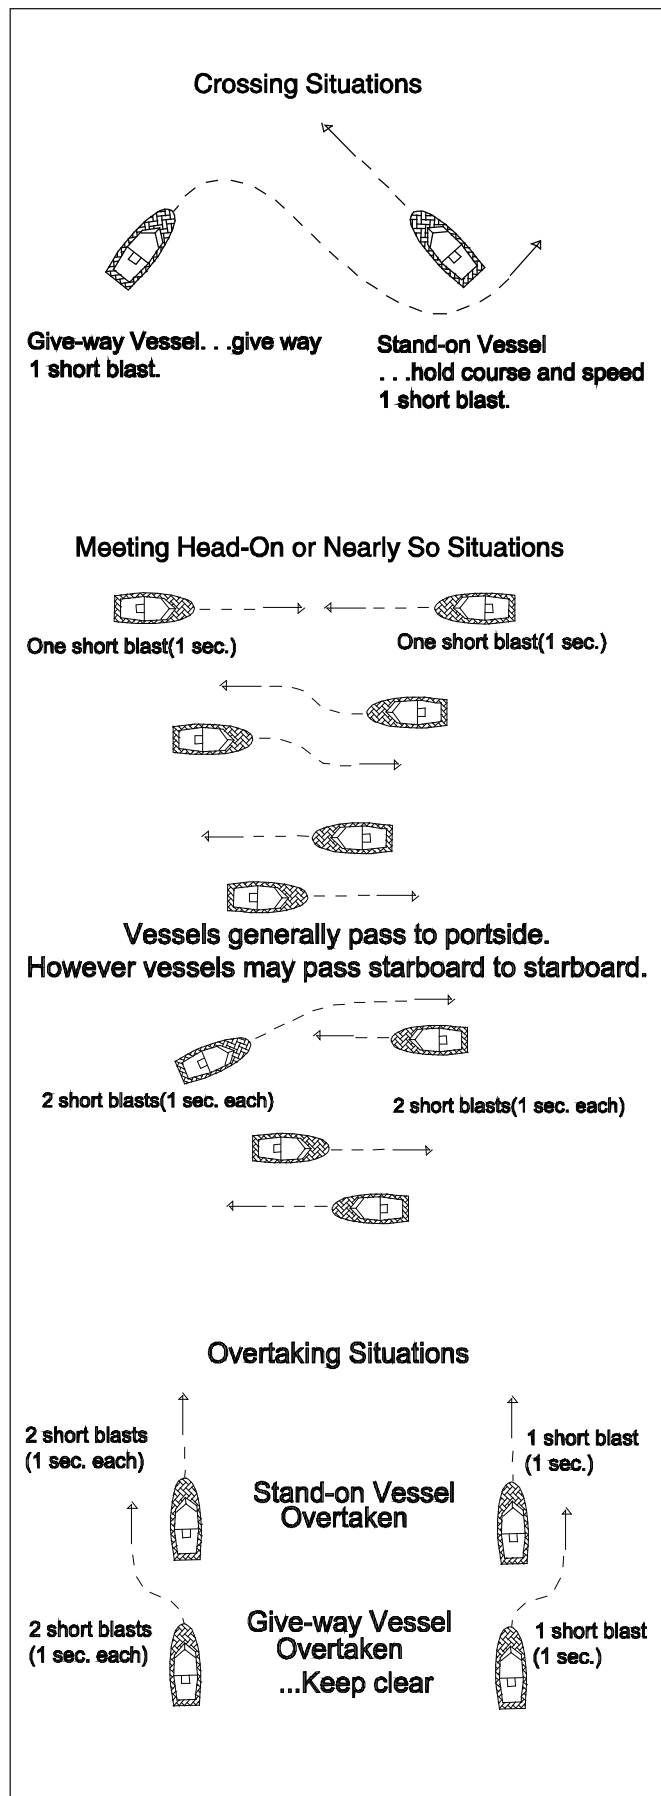 Crossing Situations
Give-way Vessel. . .give way
1 short blast.
Stand-on Vessel
. . .hold course and speed
1 short blast.
Meeting Head-On or Nearly So Situations
One short blast(1 sec.)
One short blast(1 sec.)
Vessels generally pass to portside.
However vessels may pass starboard to starboard.
2 short blasts(1 sec. each)
2 short blasts(1 sec. each)
Overtaking Situations
2 short blasts
(1 sec. each)
1 short blast
(1 sec.)
Stand-on Vessel
Overtaken
2 short blasts
(1 sec. each)
Give-way Vessel
Overtaken
...Keep clear
1 short blast
(1 sec.)